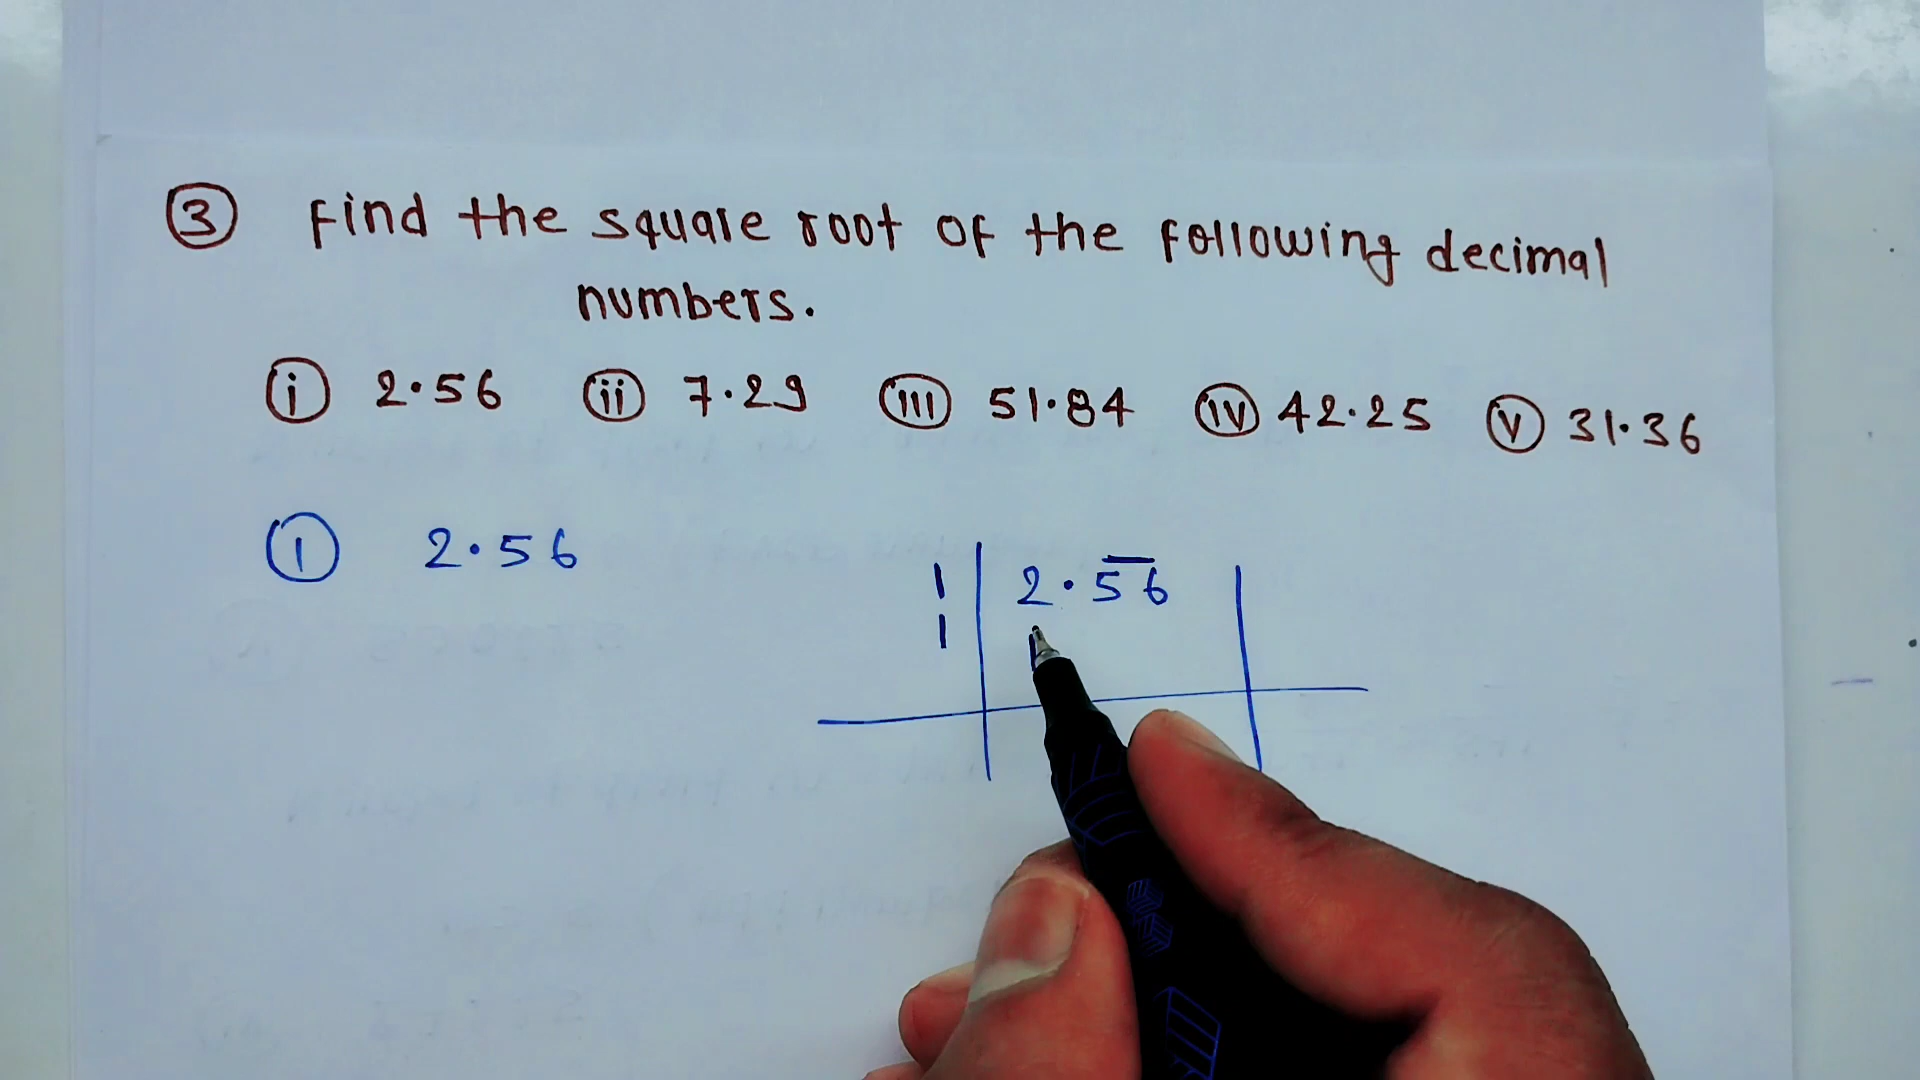 ③ Find the square root of the following decimal
numbers.
ⓘ 2·56 ⓘⓘ 7·29 ⓘⓘⓘ 51·84 ⓘⓥ 42·25 ⓥ 31·36
① 2·56
1 2·56
1 1